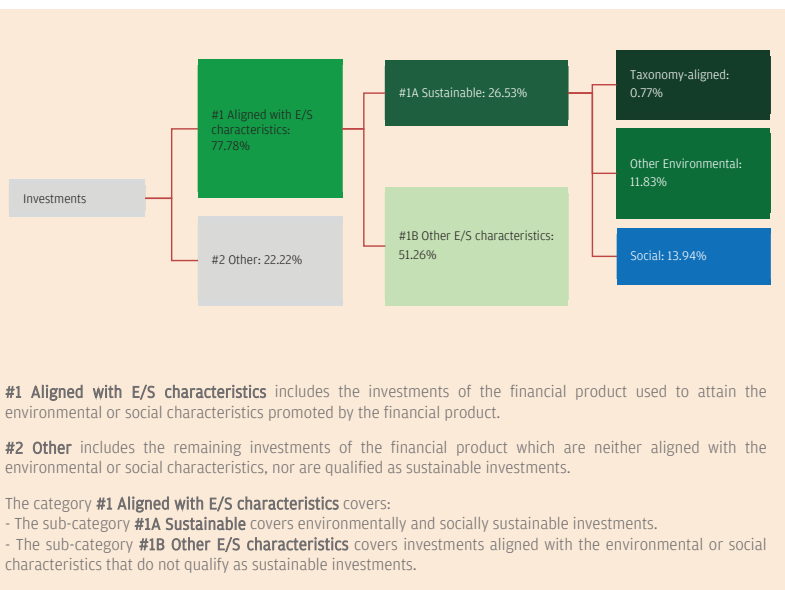 Investments
#1 Aligned with E/S
characteristics:
77.78%
#2 Other: 22.22%
#1A Sustainable: 26.53%
#1B Other E/S characteristics:
51.26%
Taxonomy-aligned:
0.77%
Other Environmental:
11.83%
Social: 13.94%
#1 Aligned with E/S characteristics includes the investments of the financial product used to attain the
environmental or social characteristics promoted by the financial product.
#2 Other includes the remaining investments of the financial product which are neither aligned with the
environmental or social characteristics, nor are qualified as sustainable investments.
The category #1 Aligned with E/S characteristics covers:
- The sub-category #1A Sustainable covers environmentally and socially sustainable investments.
- The sub-category #1B Other E/S characteristics covers investments aligned with the environmental or social
characteristics that do not qualify as sustainable investments.